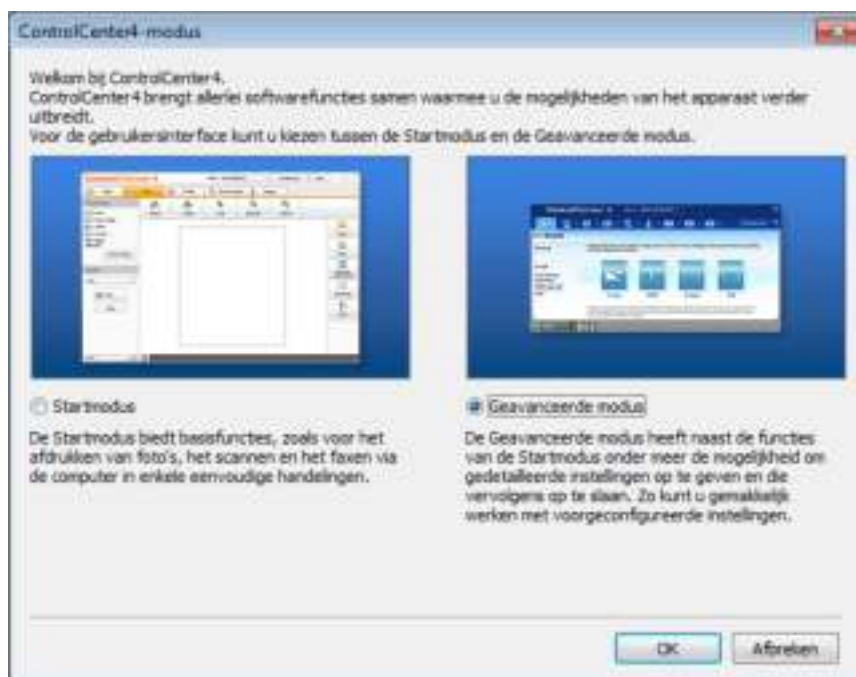 ControlCenter4-modus
Welkom bij ControlCenter4.
ControlCenter4 brengt allerlei softwarefuncties samen waarmee u de mogelijkheden van het apparaat verder
uitbreidt.
Voor de gebruikersinterface kunt u kiezen tussen de Startmodus en de Geavanceerde modus.
Startmodus
De Startmodus biedt basisfuncties, zoals voor het
afdrukken van foto's, het scannen en het faxen via
de computer in enkele eenvoudige handelingen.
Geavanceerde modus
De Geavanceerde modus heeft naast de functies
van de Startmodus onder meer de mogelijkheid om
gedetailleerde instellingen op te geven en die
vervolgens op te slaan. Zo kunt u gemakkelijk
werken met voorgeconfigureerde instellingen.
OK
Afbreken